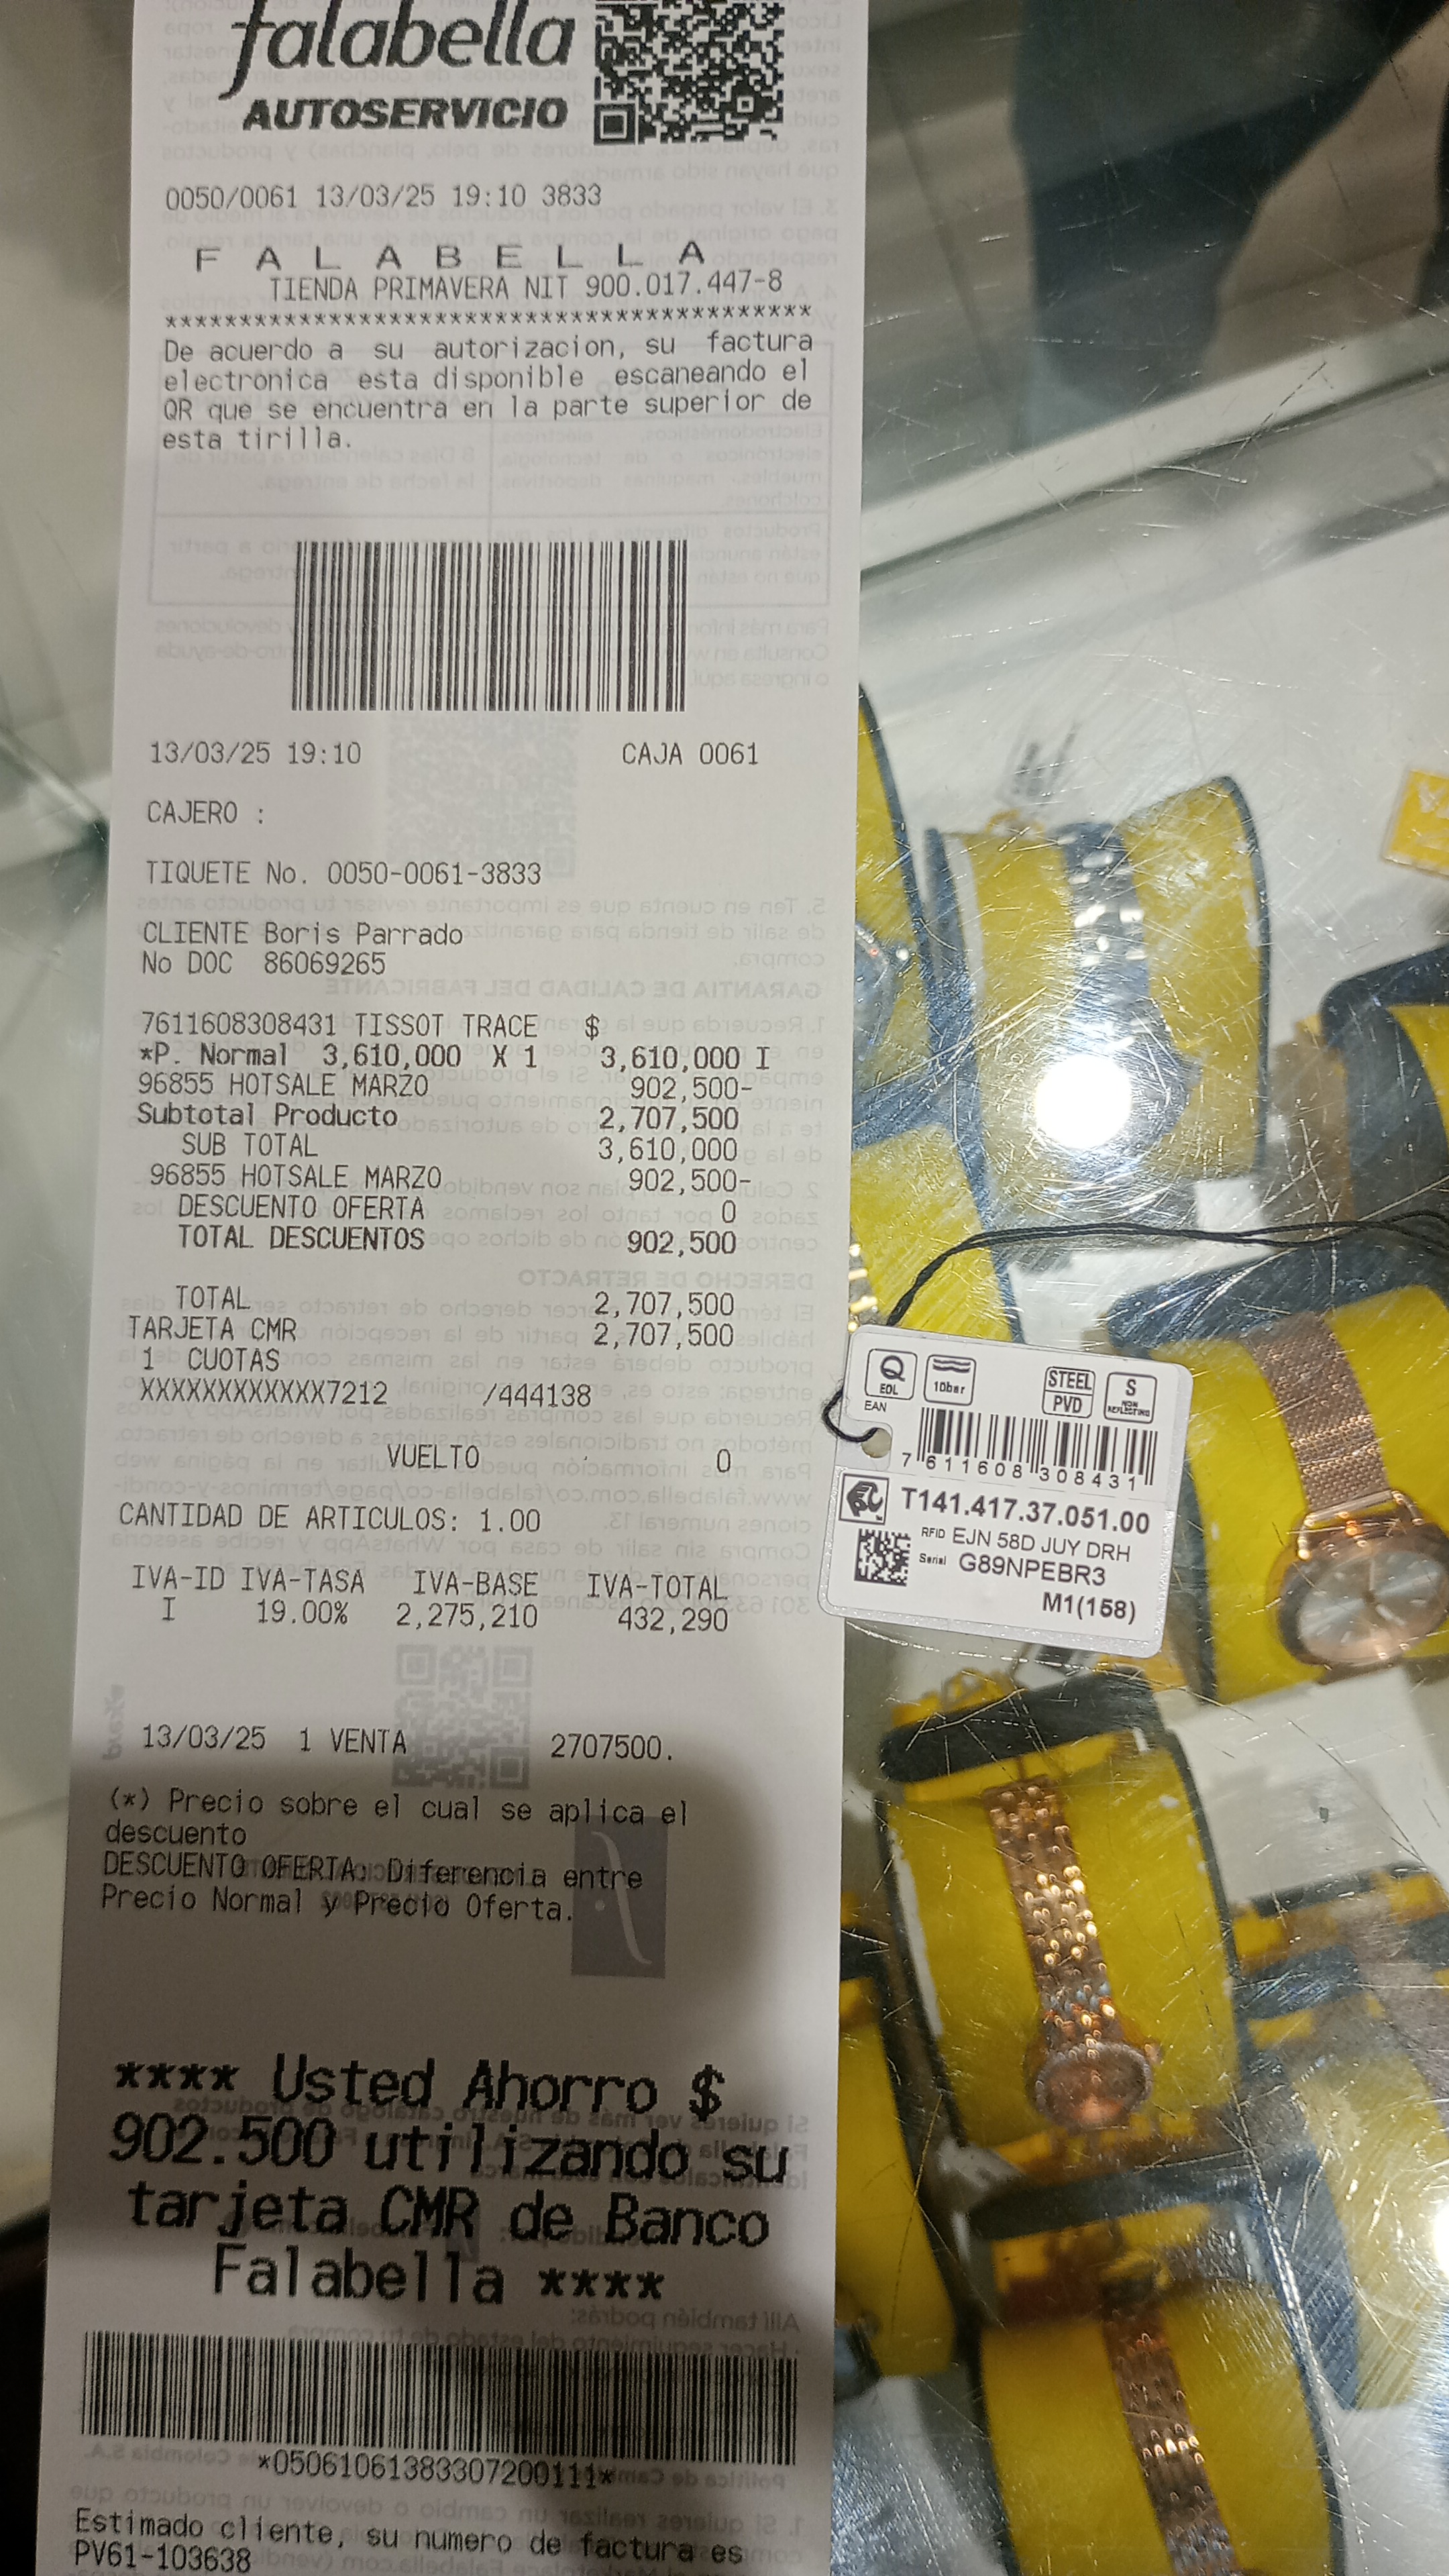 falabella
AUTOSERVICIO
0050/0061 13/03/25 19:10 3833
F A L A B E L L A
TIENDA PRIMAVERA NIT 900.017.447-8
******************************************
De acuerdo a su autorizacion, su factura
electronica esta disponible escaneando el
QR que se encuentra en la parte superior de
esta tirilla.
13/03/25 19:10 CAJA 0061
CAJERO :
TIQUETE No. 0050-0061-3833
CLIENTE Boris Parrado
No DOC 86069265
7611608308431 TISSOT TRACE $
*P. Normal 3,610,000 X 1 3,610,000 I
96855 HOTSALE MARZO 902,500-
Subtotal Producto 2,707,500
SUB TOTAL 3,610,000
96855 HOTSALE MARZO 902,500-
DESCUENTO OFERTA 0
TOTAL DESCUENTOS 902,500
TOTAL 2,707,500
TARJETA CMR 2,707,500
1 CUOTAS
XXXXXXXXXXXX7212 /444138
VUELTO 0
CANTIDAD DE ARTICULOS: 1.00
IVA-ID IVA-TASA IVA-BASE IVA-TOTAL
I 19.00% 2,275,210 432,290
13/03/25 1 VENTA 2707500.
(*) Precio sobre el cual se aplica el
descuento
DESCUENTO OFERTA: Diferencia entre
Precio Normal y Precio Oferta.
**** Usted Ahorro $
902.500 utilizando su
tarjeta CMR de Banco
Falabella ****
*05061061383307200111*
Estimado cliente, su numero de factura es
PV61-103638
Q
EOL
10bar
STEEL
PVD
S
NON
REFLECTING
EAN
7 611608 308431
T141.417.37.051.00
RFID EJN 58D JUY DRH
Serial G89NPEBR3
M1(158)